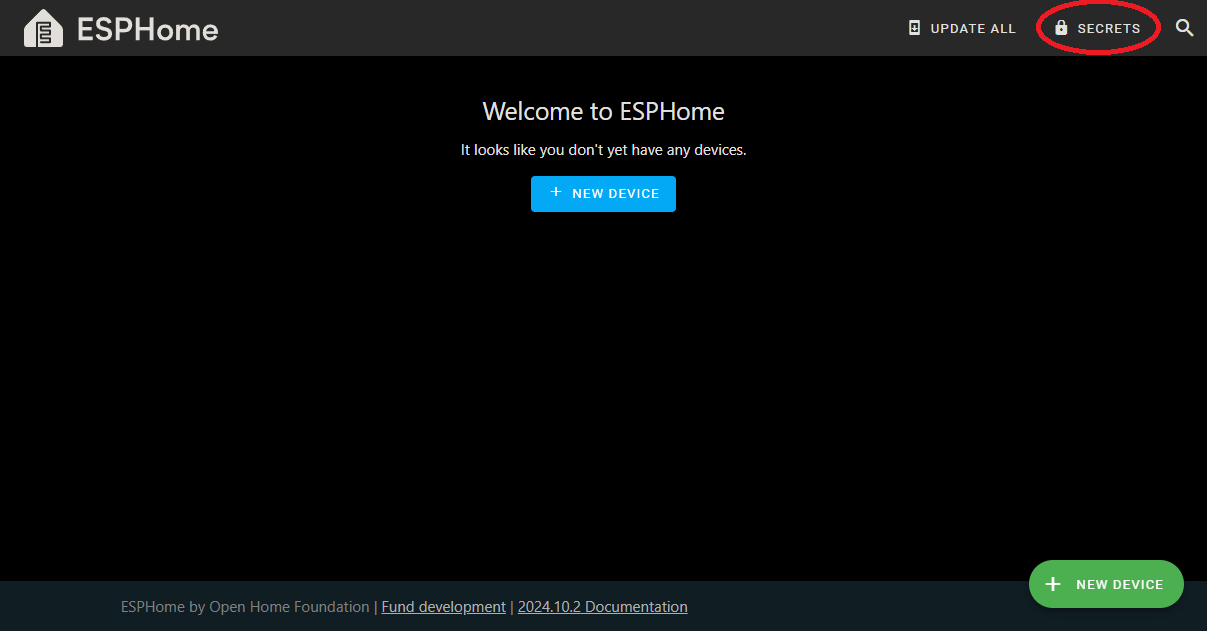 ESPHome
UPDATE ALL
SECRETS
Welcome to ESPHome
It looks like you don't yet have any devices.
+ NEW DEVICE
+ NEW DEVICE
ESPHome by Open Home Foundation | Fund development | 2024.10.2 Documentation